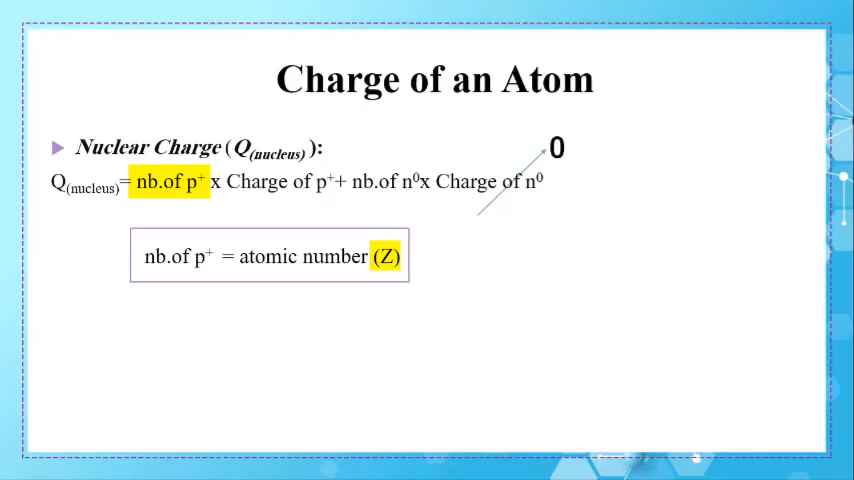 Charge of an Atom
Nuclear Charge (Q(nucleus) ):
0
Q(nucleus)= nb.of p⁺ x Charge of p⁺+ nb.of n⁰x Charge of n⁰
nb.of p⁺ = atomic number (Z)